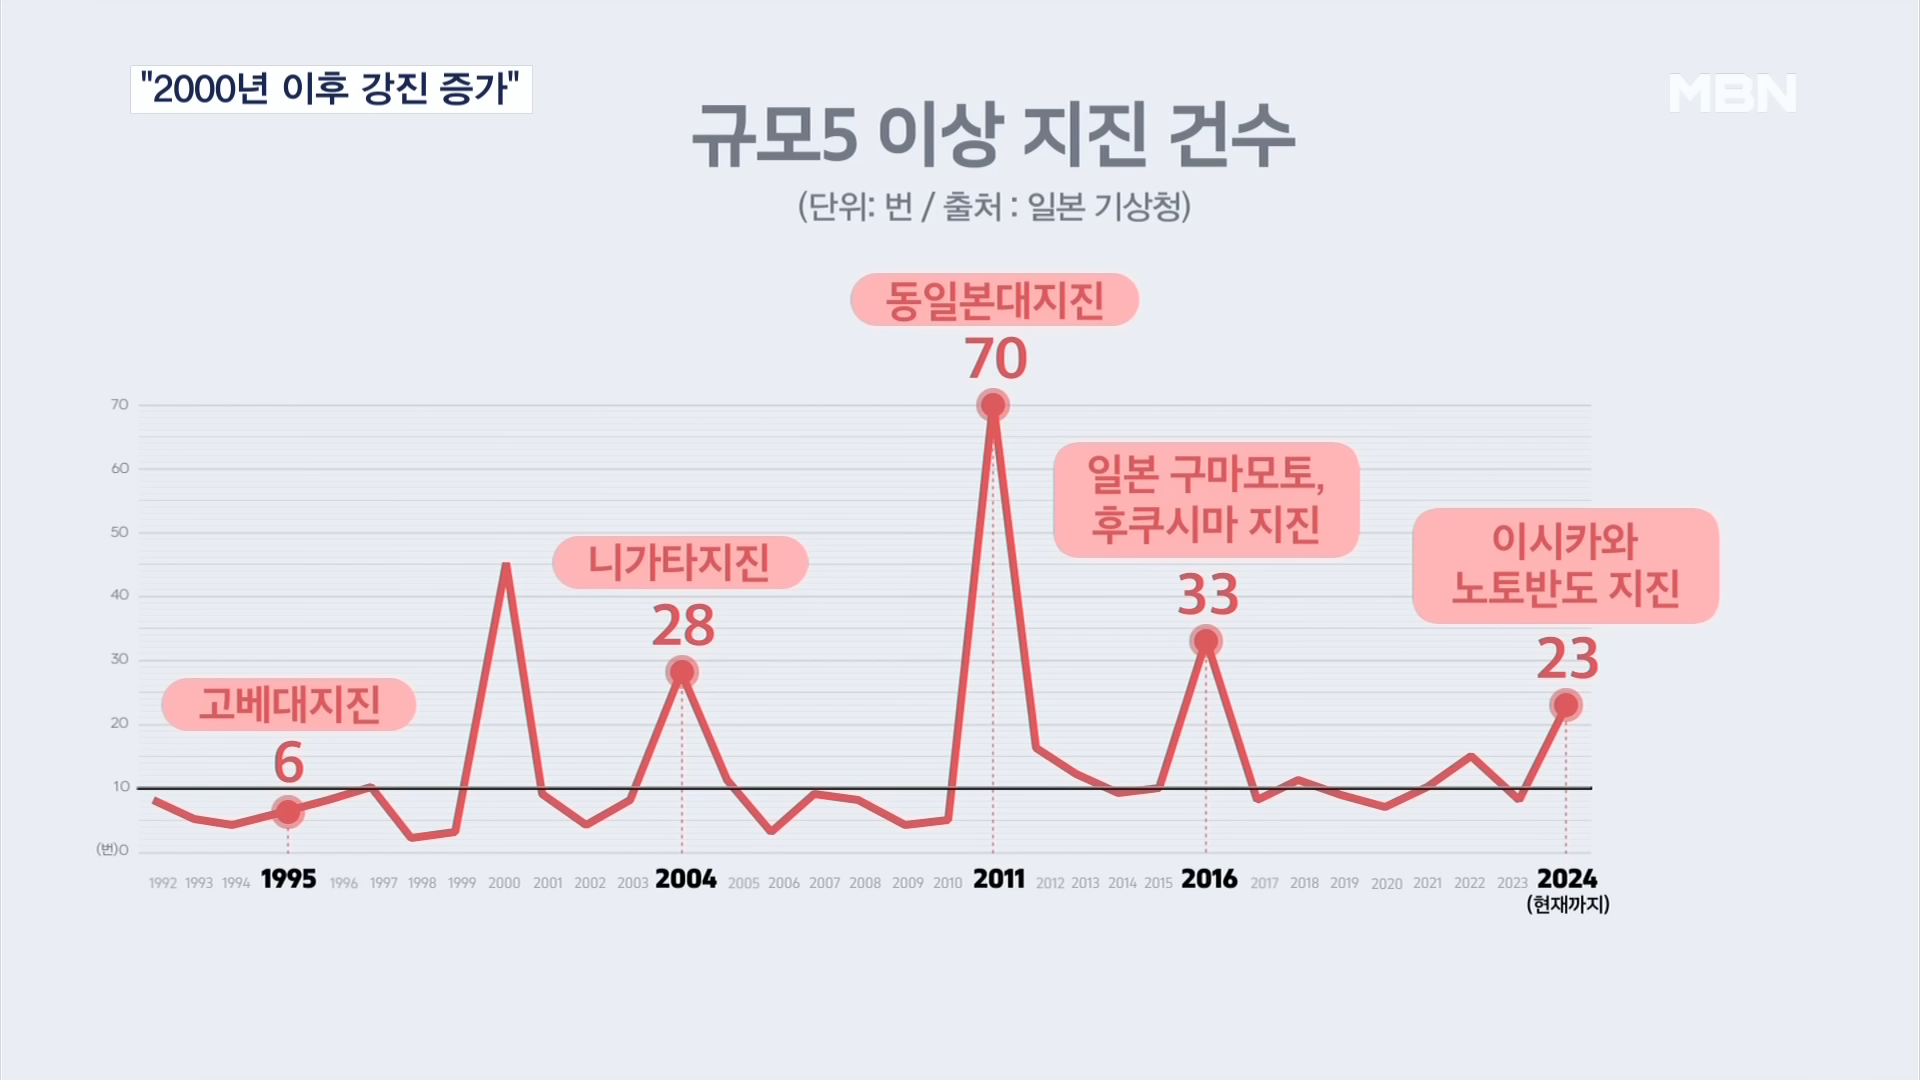 "2000년 이후 강진 증가"
MBN
규모5 이상 지진 건수
(단위: 번 / 출처 : 일본 기상청)
동일본대지진
70
일본 구마모토,
후쿠시마 지진
33
이시카와
노토반도 지진
23
니가타지진
28
고베대지진
6
70
60
50
40
30
20
10
(번)0
1992 1993 1994 1995 1996 1997 1998 1999 2000 2001 2002 2003 2004 2005 2006 2007 2008 2009 2010 2011 2012 2013 2014 2015 2016 2017 2018 2019 2020 2021 2022 2023 2024
(현재까지)